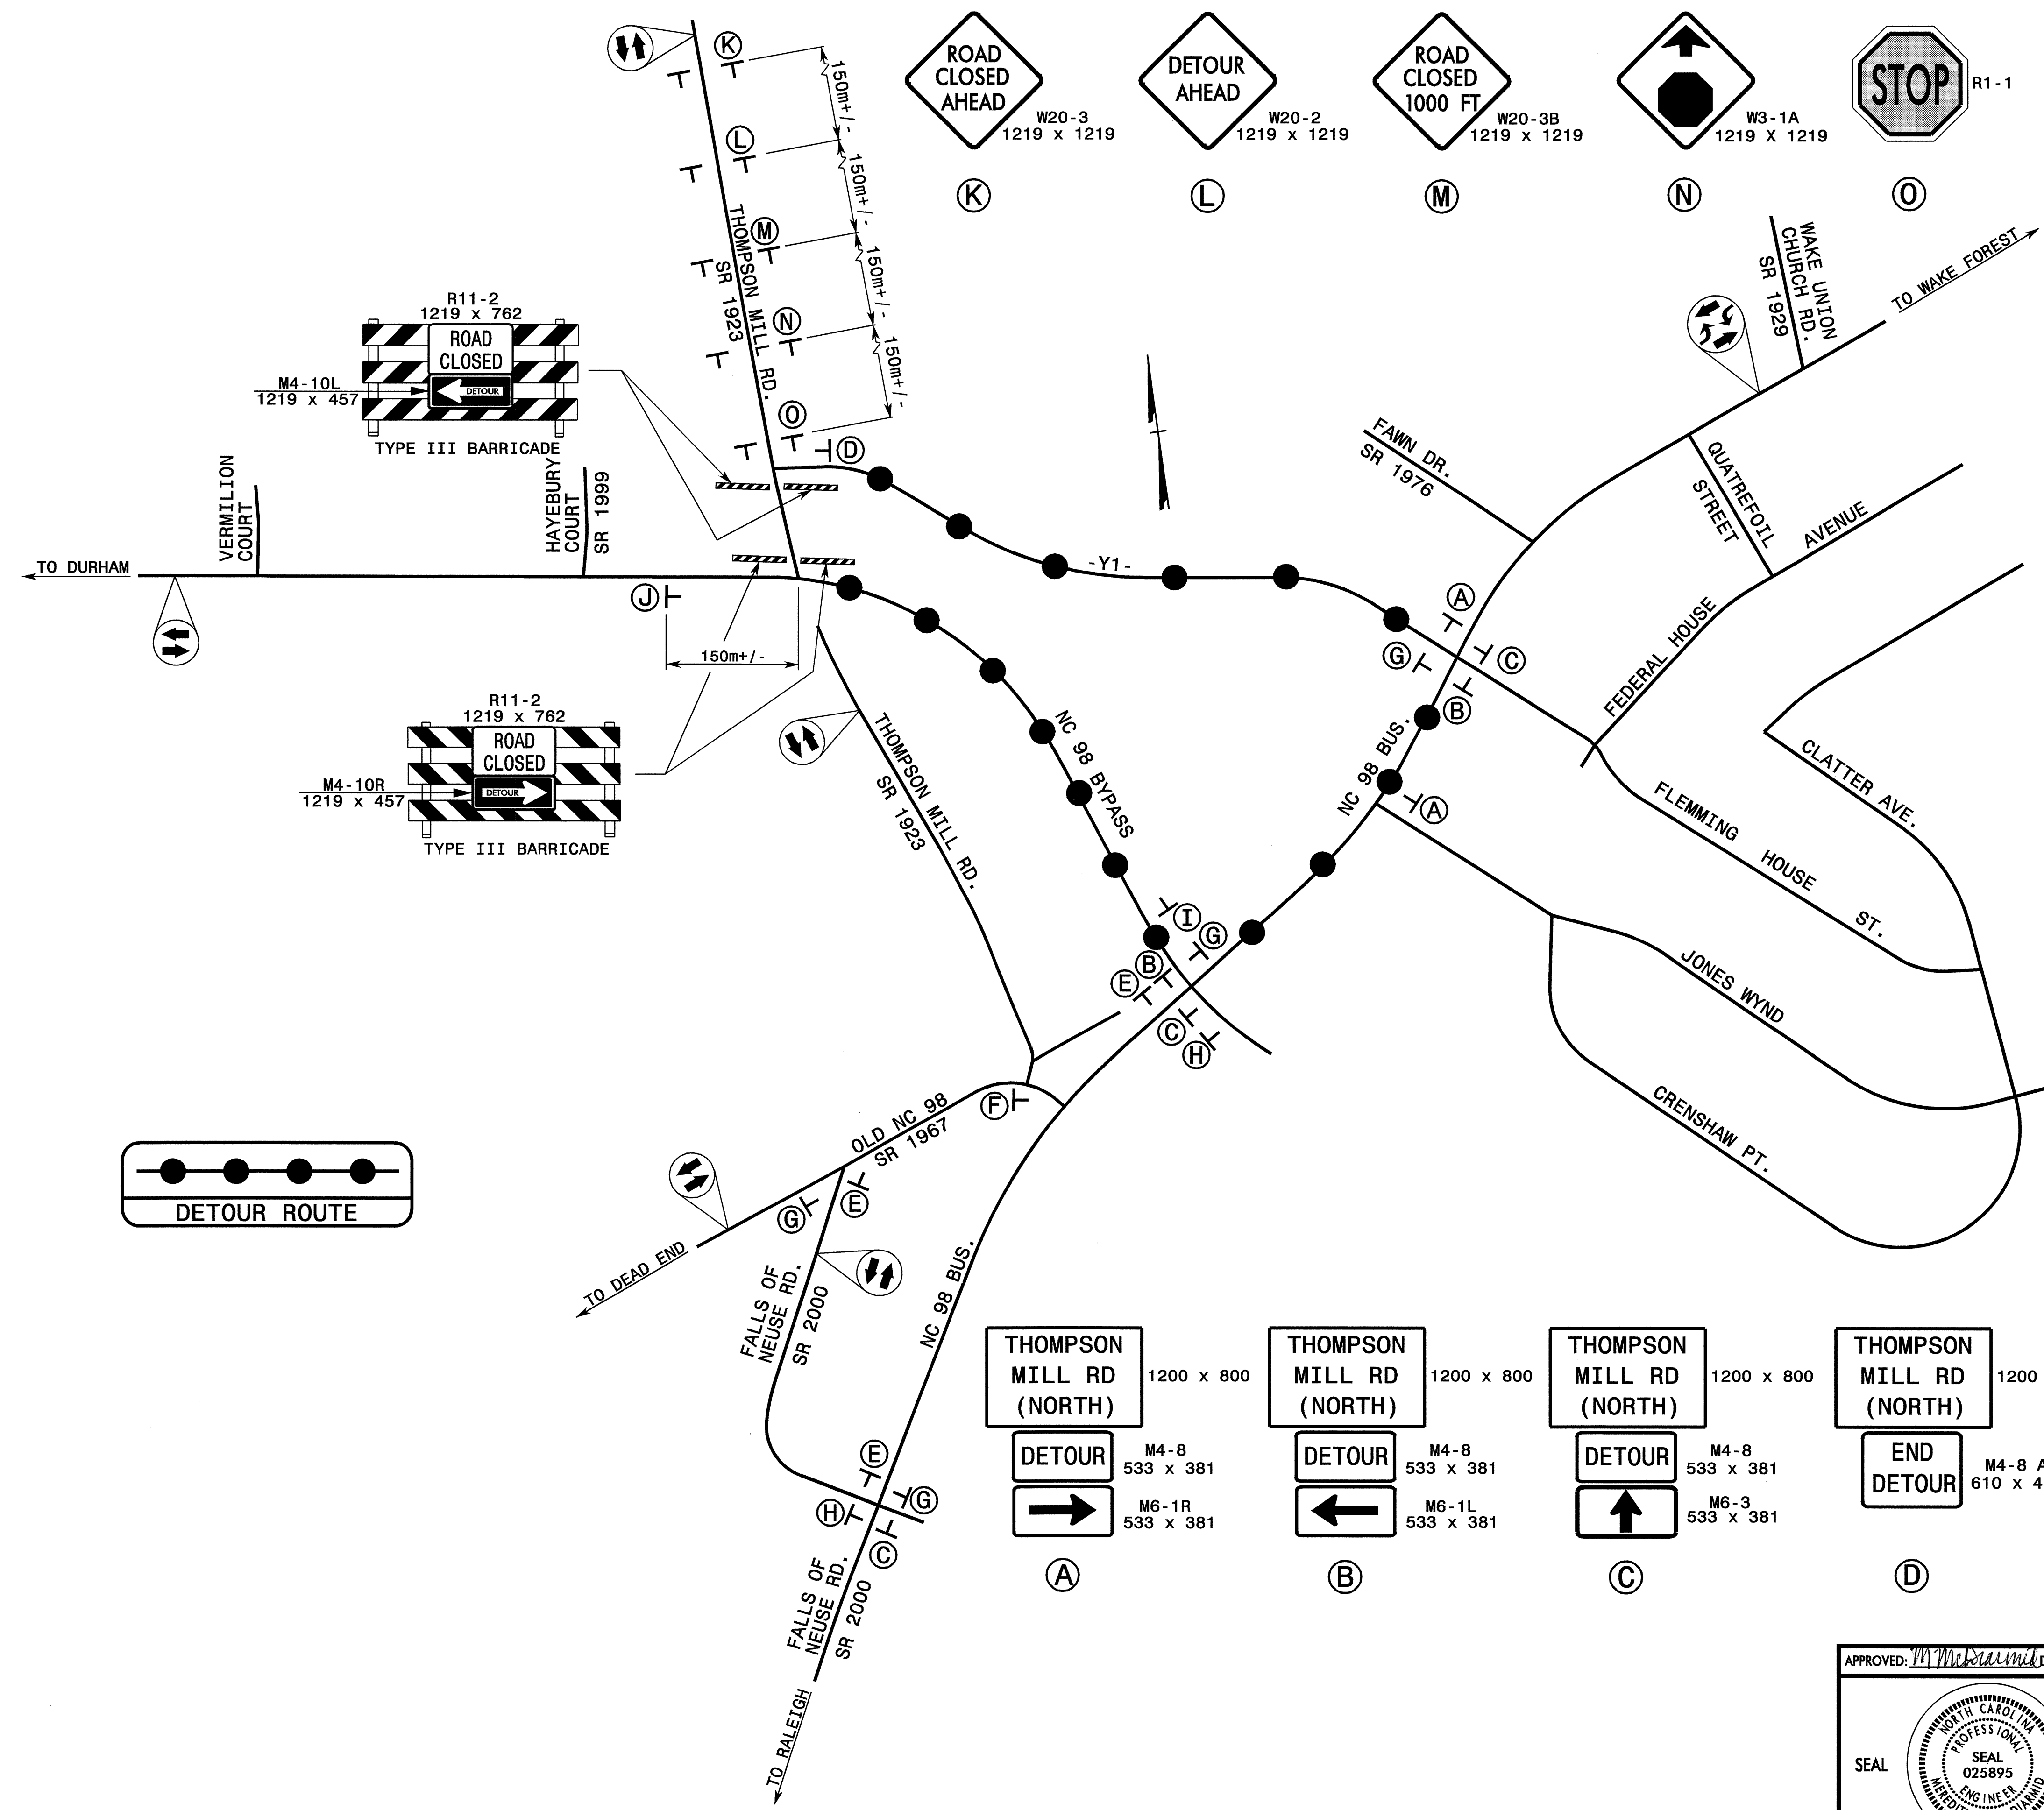 K
150m+/-
L
150m+/-
M
150m+/-
N
150m+/-
O
D
THOMPSON MILL RD.
SR 1923
ROAD
CLOSED
AHEAD
W20-3
1219 x 1219
K
DETOUR
AHEAD
W20-2
1219 x 1219
L
ROAD
CLOSED
1000 FT
W20-3B
1219 x 1219
M
W3-1A
1219 X 1219
N
STOP
R1-1
O
WAKE UNION
CHURCH RD.
SR 1929
TO WAKE FOREST
R11-2
1219 x 762
ROAD
CLOSED
M4-10L
1219 x 457
DETOUR
TYPE III BARRICADE
VERMILION
COURT
HAYEBURY
COURT
SR 1999
TO DURHAM
J
150m+/-
FAWN DR.
SR 1976
QUATREFOIL
STREET
FEDERAL HOUSE
AVENUE
-Y1-
A
G
C
B
A
R11-2
1219 x 762
ROAD
CLOSED
M4-10R
1219 x 457
DETOUR
TYPE III BARRICADE
THOMPSON MILL RD.
SR 1923
NC 98 BYPASS
NC 98 BUS.
CLATTER AVE.
FLEMMING HOUSE ST.
JONES WYND
CRENSHAW PT.
I
G
B
E
C
H
F
OLD NC 98
SR 1967
E
G
TO DEAD END
DETOUR ROUTE
FALLS OF
NEUSE RD.
SR 2000
NC 98 BUS.
E
G
H
C
FALLS OF
NEUSE RD.
SR 2000
TO RALEIGH
THOMPSON
MILL RD
(NORTH)
1200 x 800
DETOUR
M4-8
533 x 381
M6-1R
533 x 381
A
THOMPSON
MILL RD
(NORTH)
1200 x 800
DETOUR
M4-8
533 x 381
M6-1L
533 x 381
B
THOMPSON
MILL RD
(NORTH)
1200 x 800
DETOUR
M4-8
533 x 381
M6-3
533 x 381
C
THOMPSON
MILL RD
(NORTH)
1200
END
DETOUR
M4-8
610 x
D
APPROVED:
SEAL
NORTH CAROLINA
PROFESSIONAL
SEAL
025895
ENGINEER